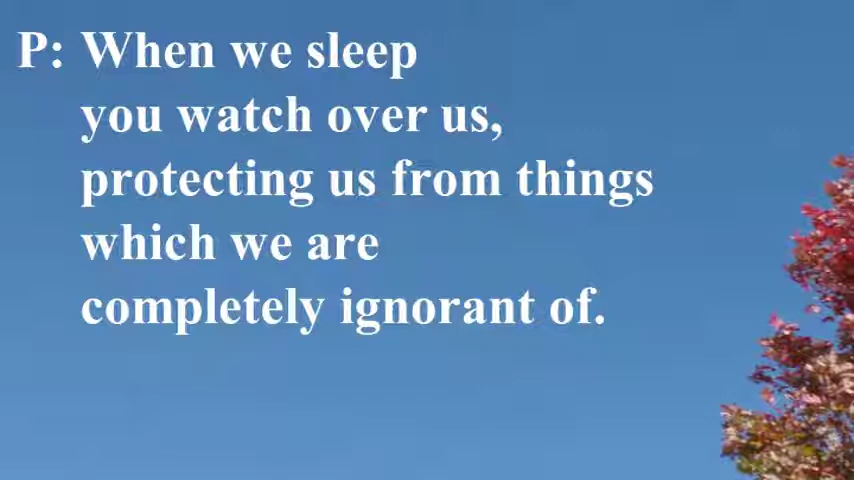 P: When we sleep
you watch over us,
protecting us from things
which we are
completely ignorant of.